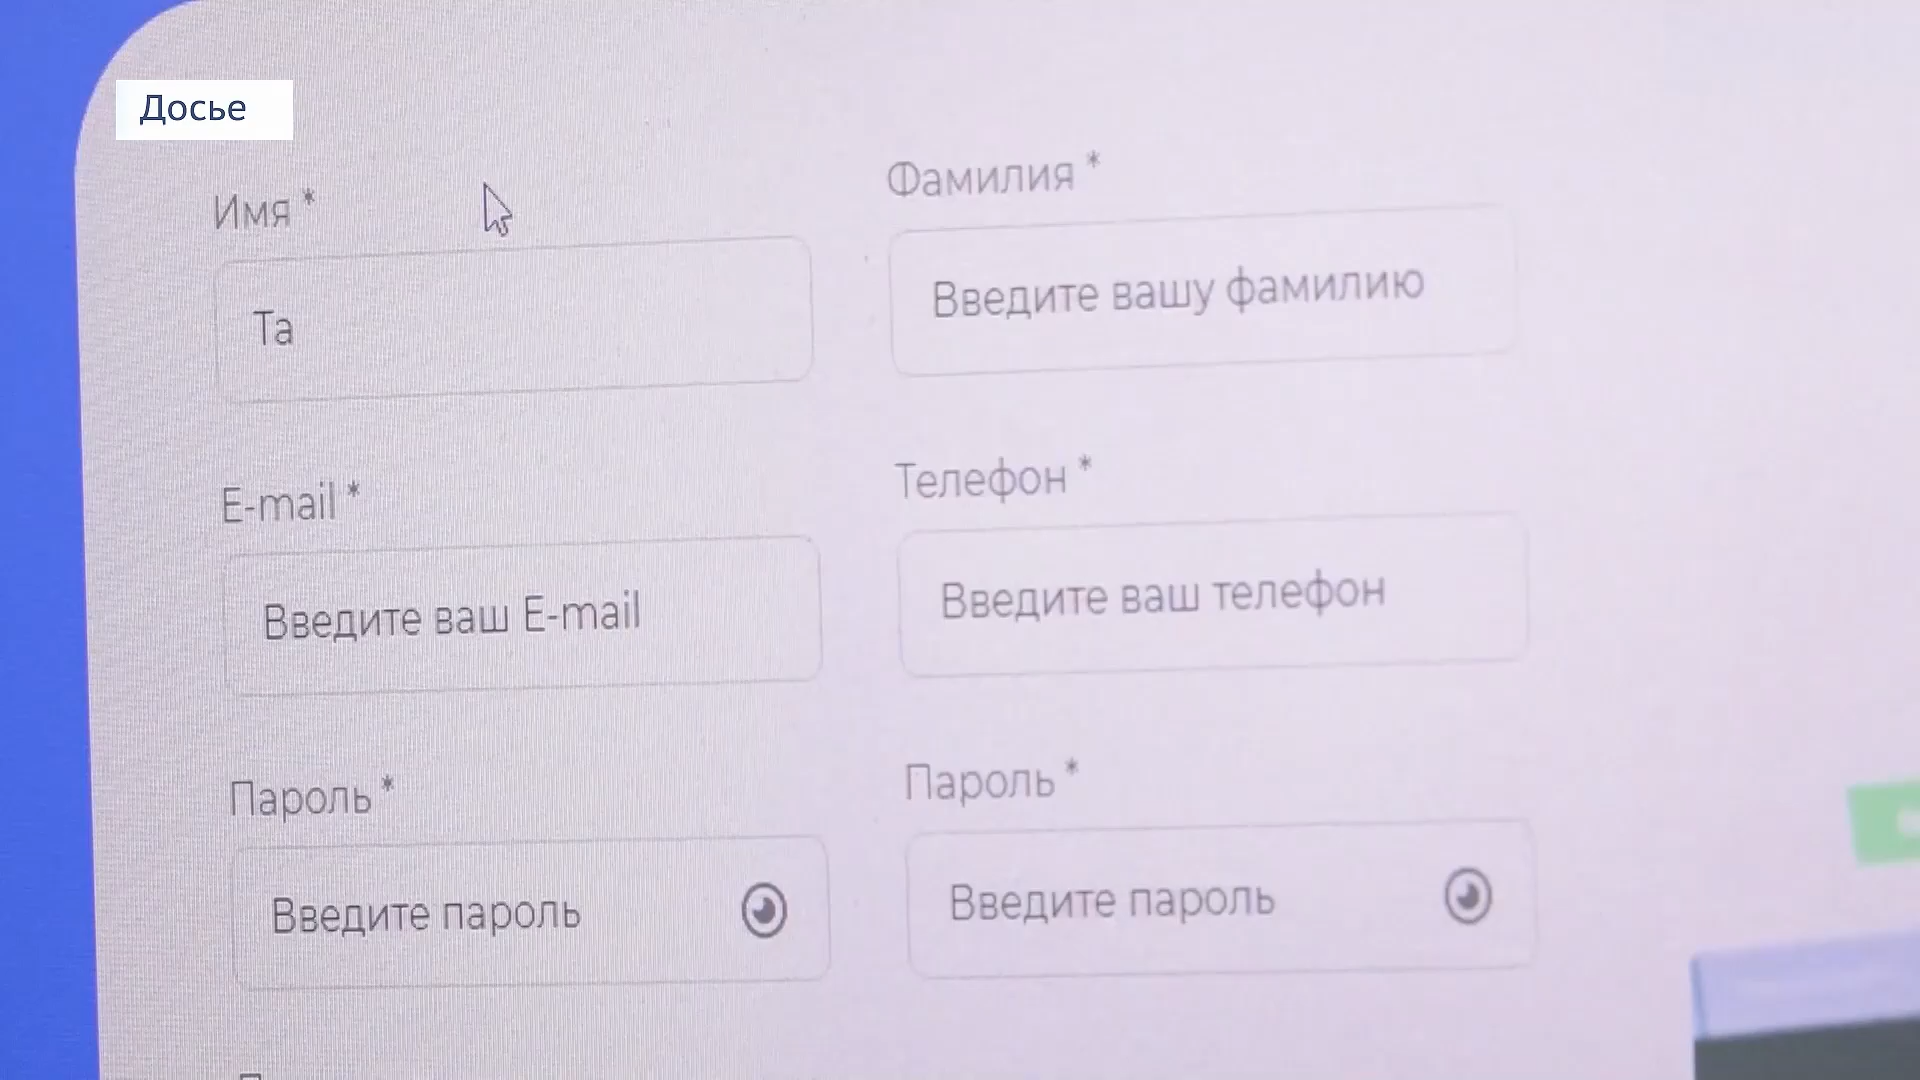 Досье
Имя *
Фамилия *
Та
Введите вашу фамилию
E-mail *
Телефон *
Введите ваш E-mail
Введите ваш телефон
Пароль *
Пароль *
Введите пароль
Введите пароль